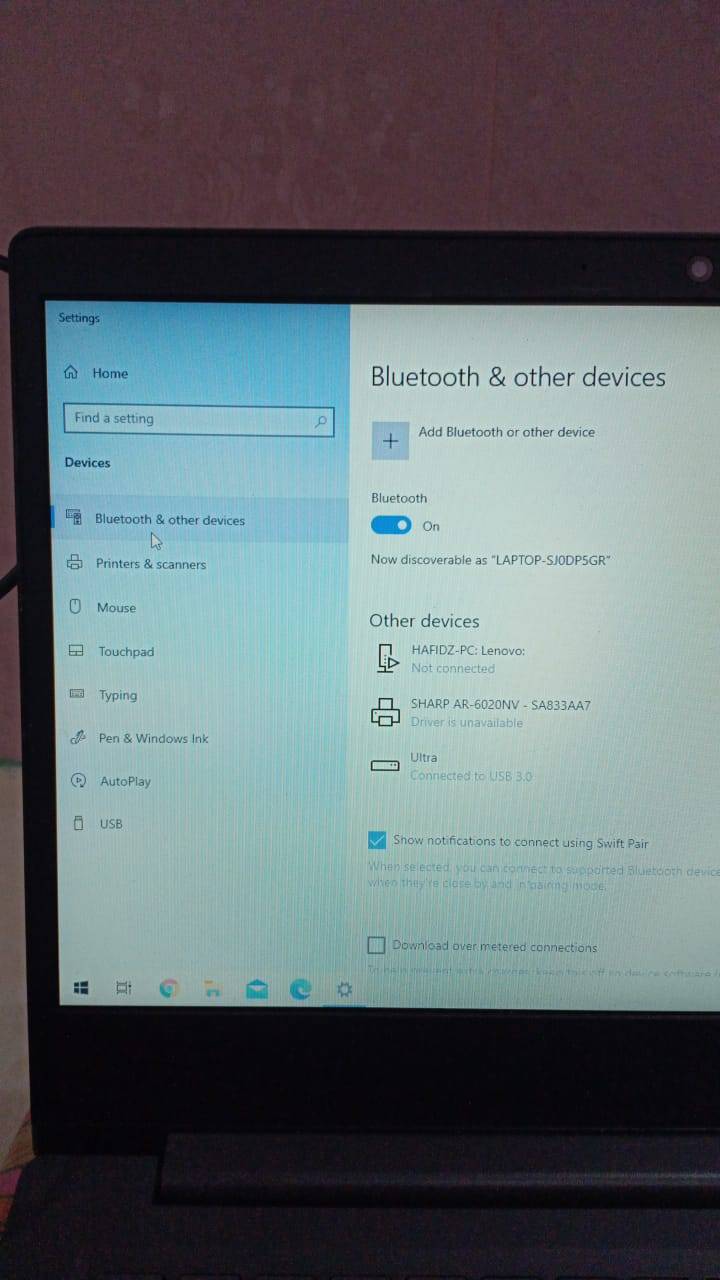 Settings
Home
Find a setting
Devices
Bluetooth & other devices
Printers & scanners
Mouse
Touchpad
Typing
Pen & Windows Ink
AutoPlay
USB
Bluetooth & other devices
Add Bluetooth or other device
Bluetooth
On
Now discoverable as "LAPTOP-SJ0DP5GR"
Other devices
HAFIDZ-PC: Lenovo:
Not connected
SHARP AR-6020NV - SA833AA7
Driver is unavailable
Ultra
Connected to USB 3.0
Show notifications to connect using Swift Pair
When selected, you can connect to supported Bluetooth device
when they're close by and in pairing mode.
Download over metered connections